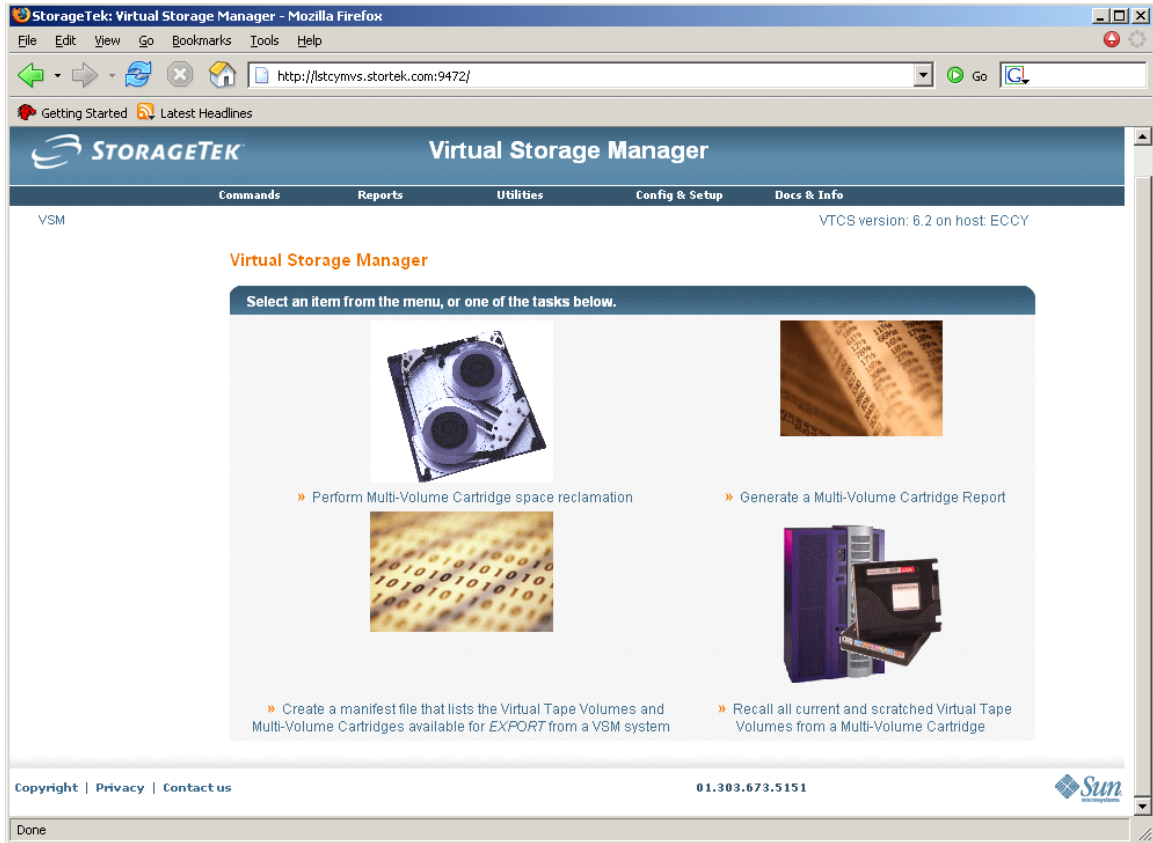 StorageTek: Virtual Storage Manager - Mozilla Firefox
File Edit View Go Bookmarks Tools Help
http://lstcymvs.stortek.com:9472/ Go G
Getting Started Latest Headlines
STORAGETEK Virtual Storage Manager
Commands Reports Utilities Config & Setup Docs & Info
VSM VTCS version: 6.2 on host: ECCY
Virtual Storage Manager
Select an item from the menu, or one of the tasks below.
» Perform Multi-Volume Cartridge space reclamation
» Generate a Multi-Volume Cartridge Report
» Create a manifest file that lists the Virtual Tape Volumes and
Multi-Volume Cartridges available for EXPORT from a VSM system
» Recall all current and scratched Virtual Tape
Volumes from a Multi-Volume Cartridge
Copyright | Privacy | Contact us 01.303.673.5151 Sun
microsystems
Done